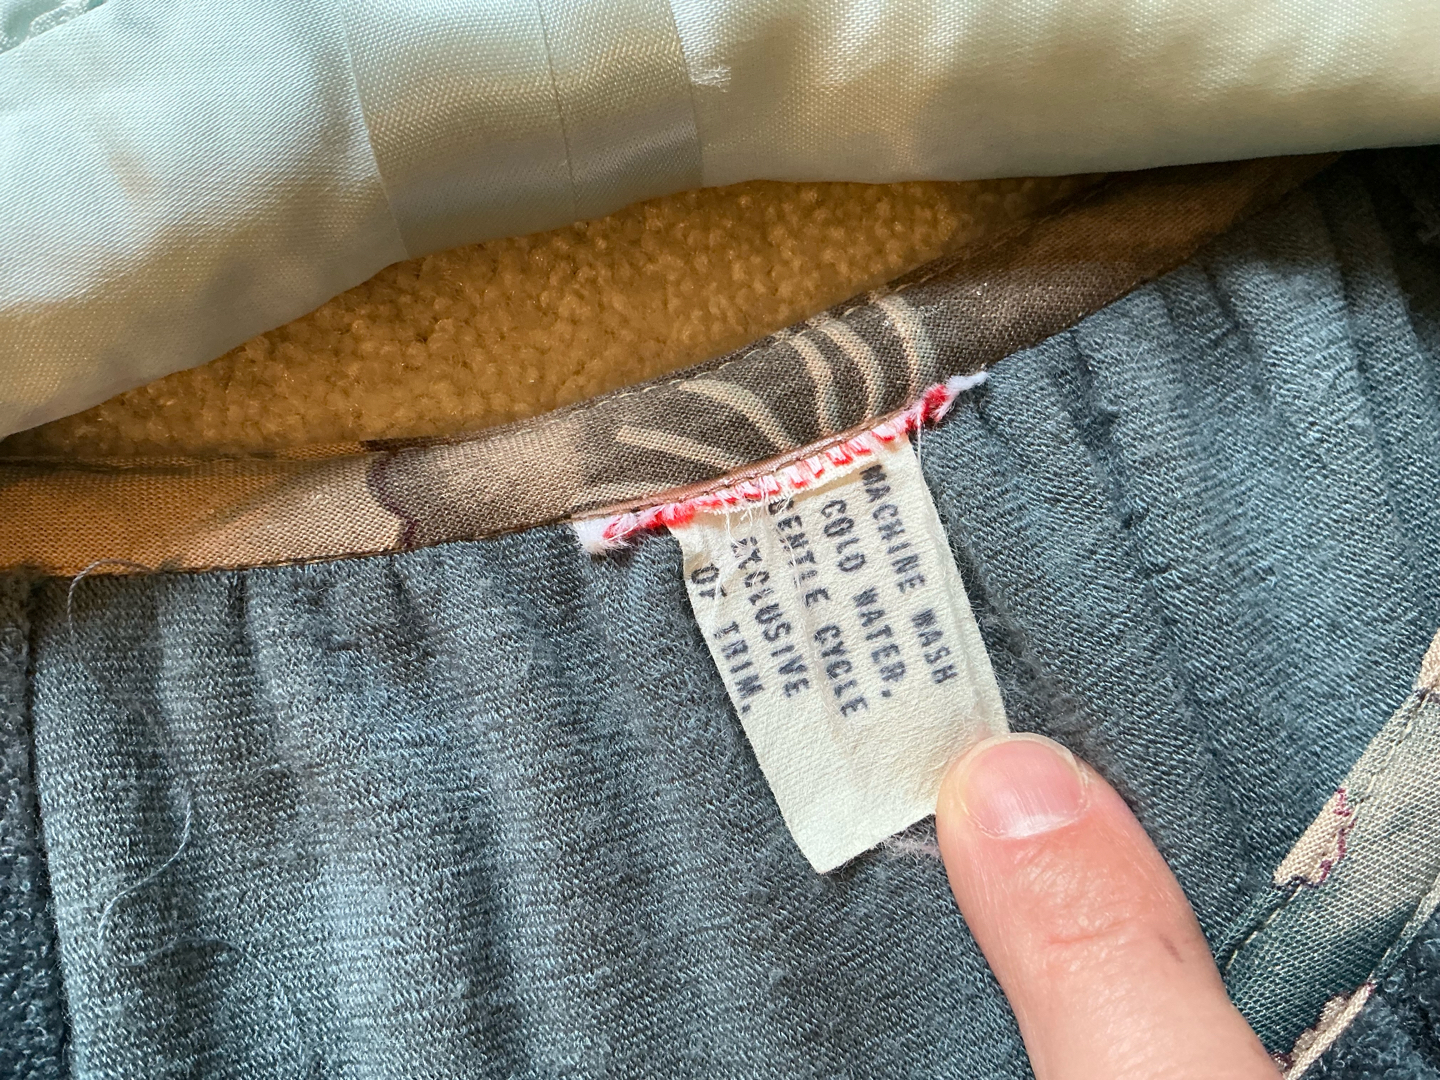 MACHINE WASH
COLD WATER.
GENTLE CYCLE
EXCLUSIVE
OF TRIM.